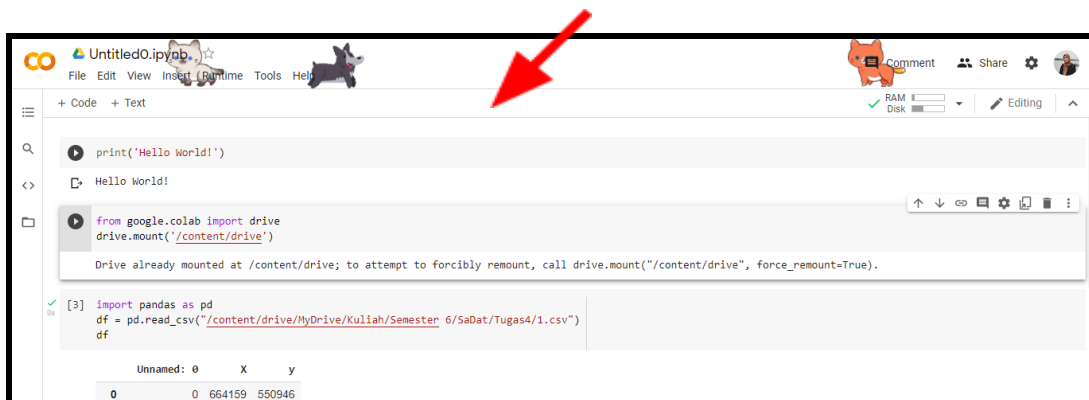 Untitled0.ipynb
File Edit View Insert Runtime Tools Help
Comment Share
+ Code + Text
RAM
Disk
Editing
print('Hello World!')
Hello World!
from google.colab import drive
drive.mount('/content/drive')
Drive already mounted at /content/drive; to attempt to forcibly remount, call drive.mount("/content/drive", force_remount=True).
[3] import pandas as pd
0s
df = pd.read_csv("/content/drive/MyDrive/Kuliah/Semester 6/SaDat/Tugas4/1.csv")
df
Unnamed: 0 X y
0 0 664159 550946